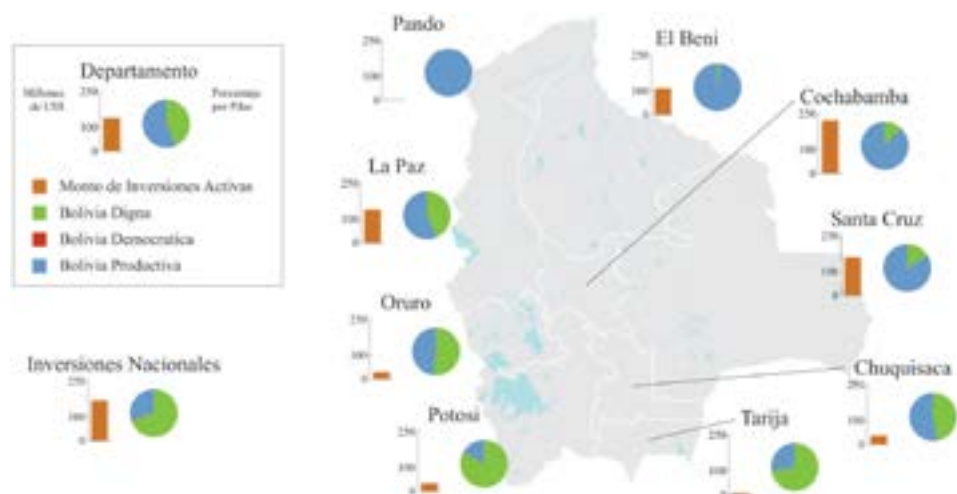 Departamento
Millones
de US$
Porcentaje
por Pilar
250
100
0
Monto de Inversiones Activas
Bolivia Digna
Bolivia Democratica
Bolivia Productiva
Inversiones Nacionales
250
100
0
Pando
250
100
0
El Beni
250
100
0
Cochabamba
250
100
0
La Paz
250
100
0
Santa Cruz
250
100
0
Oruro
250
100
0
Chuquisaca
250
100
0
Potosi
250
100
0
Tarija
250
100